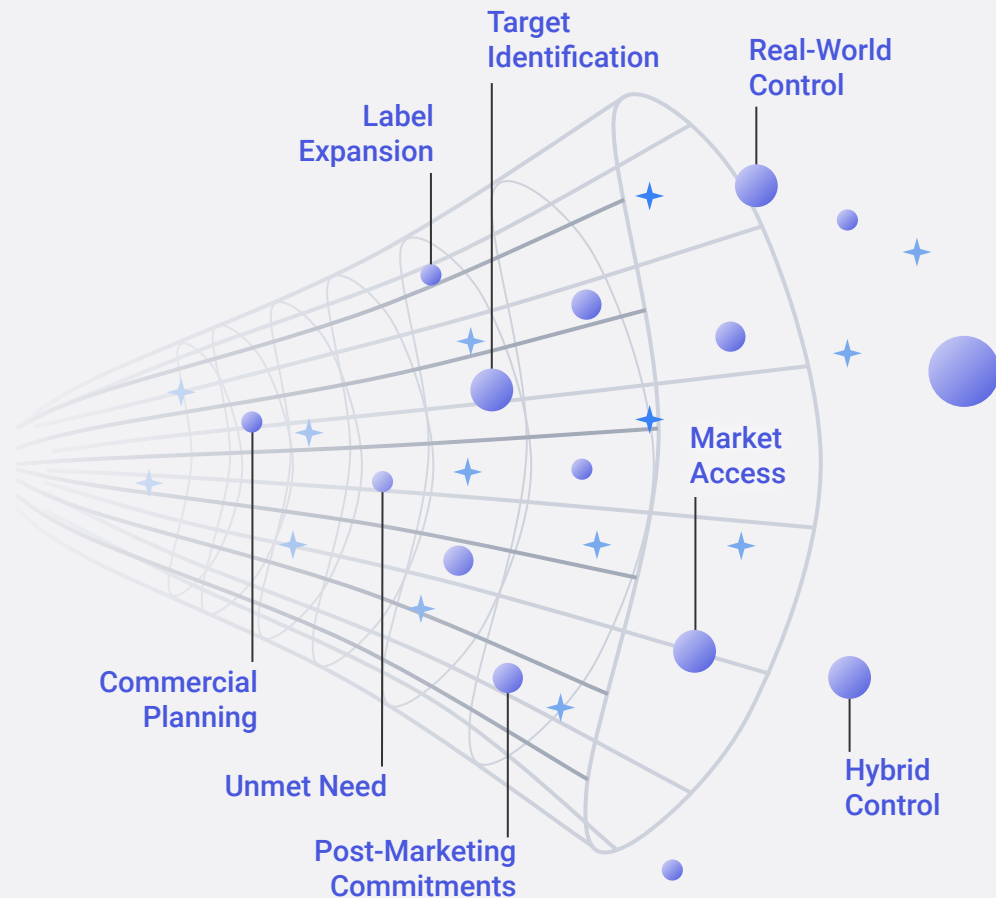 Target
Identification
Real-World
Control
Label
Expansion
Market
Access
Commercial
Planning
Unmet Need
Hybrid
Control
Post-Marketing
Commitments